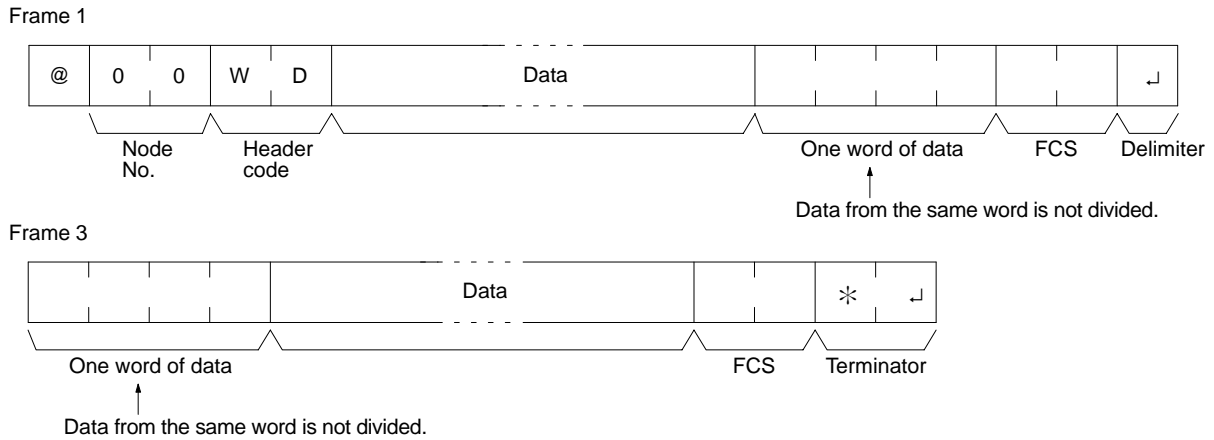 Frame 1
@ 0 0 W D Data ↵
Node No. Header code One word of data FCS Delimiter
Data from the same word is not divided.
Frame 3
Data * ↵
One word of data FCS Terminator
Data from the same word is not divided.